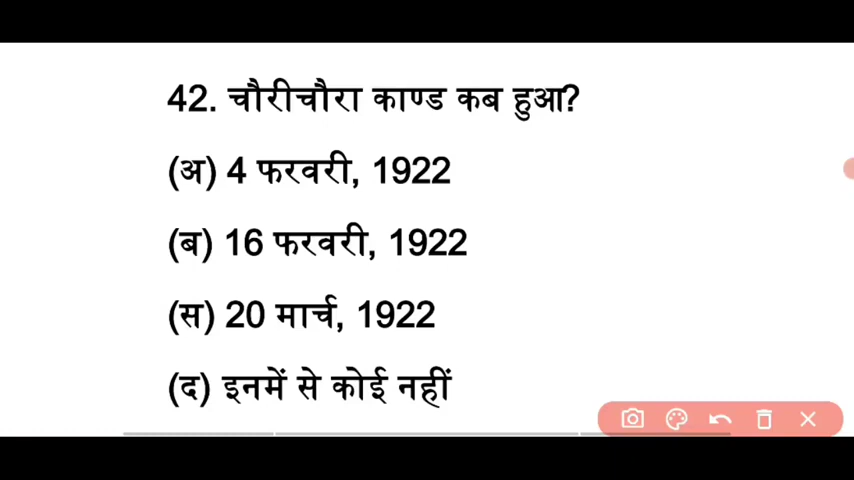 42. चौरीचौरा काण्ड कब हुआ?
(अ) 4 फरवरी, 1922
(ब) 16 फरवरी, 1922
(स) 20 मार्च, 1922
(द) इनमें से कोई नहीं